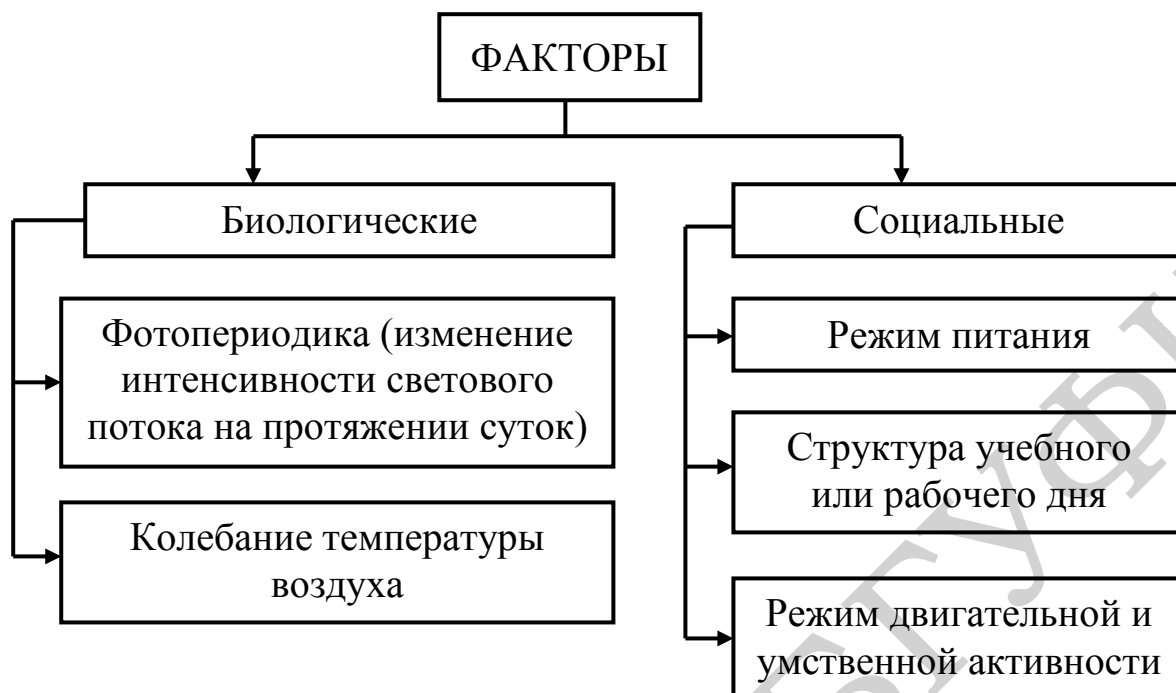 ФАКТОРЫ
Биологические
Фотопериодика (изменение
интенсивности светового
потока на протяжении суток)
Колебание температуры
воздуха
Социальные
Режим питания
Структура учебного
или рабочего дня
Режим двигательной и
умственной активности
БГУФ